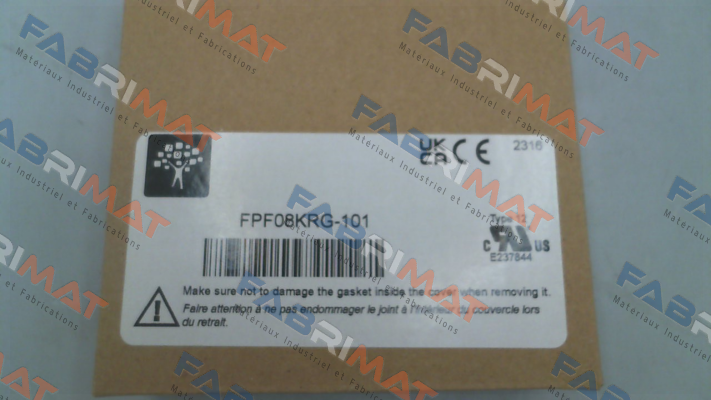 UK CA CE 2316
FPF08KRG-101
Type 12
C US
E237844
Make sure not to damage the gasket inside the cover when removing it.
Faire attention à ne pas endommager le joint à l'intérieur du couvercle lors
du retrait.
FABRIMAT
Materiaux Industriel et Fabrications